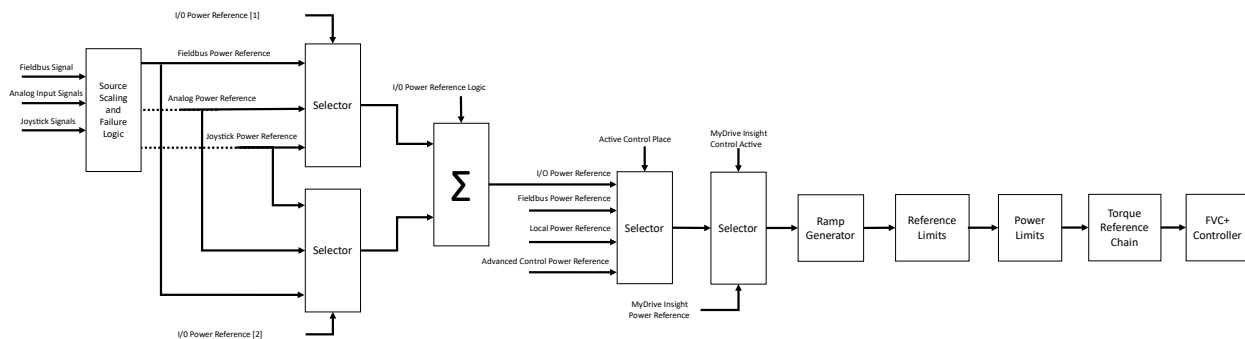 I/0 Power Reference [1]
Fieldbus Power Reference
Fieldbus Signal
Analog Input Signals
Joystick Signals
Source
Scaling
and
Failure
Logic
Analog Power Reference
Joystick Power Reference
Selector
Selector
I/0 Power Reference [2]
I/0 Power Reference Logic
Σ
Active Control Place
I/O Power Reference
Fieldbus Power Reference
Local Power Reference
Advanced Control Power Reference
Selector
MyDrive Insight
Control Active
Selector
MyDrive Insight
Power Reference
Ramp
Generator
Reference
Limits
Power
Limits
Torque
Reference
Chain
FVC+
Controller